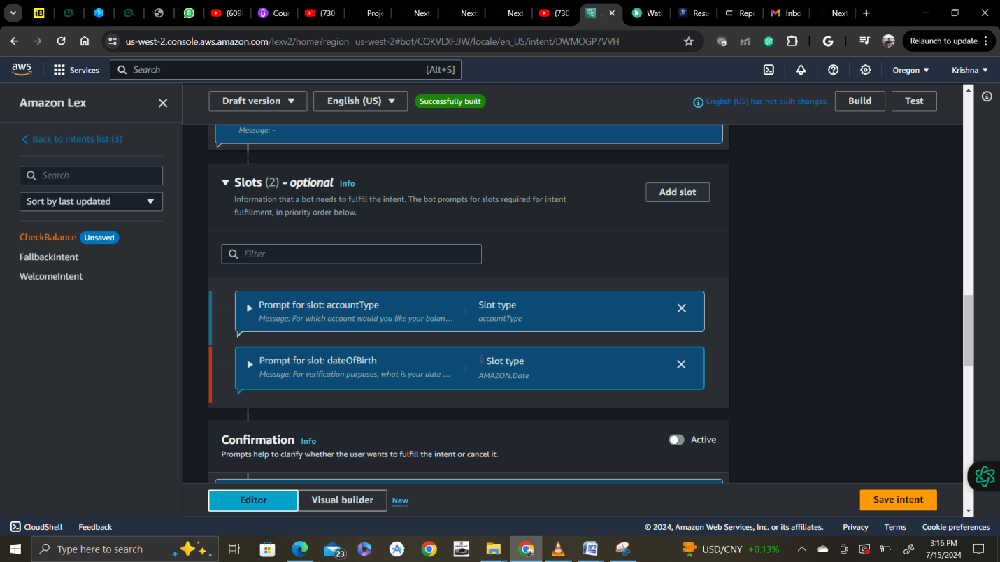 iB
(609
Cour
(730
Proje
Next
Next
Next
(730
.
Watc
Resu
Repo
Inbo
Next
us-west-2.console.aws.amazon.com/lexv2/home?region=us-west-2#bot/CQKVLXFJJW/locale/en_US/intent/DWMOGP7VVH
Relaunch to update
aws
Services
Search
[Alt+S]
Oregon
Krishna
Amazon Lex
Draft version
English (US)
Successfully built
English (US) has not built changes.
Build
Test
Back to intents list (3)
Search
Sort by last updated
CheckBalance Unsaved
FallbackIntent
WelcomeIntent
Message: -
Slots (2) - optional Info
Information that a bot needs to fulfill the intent. The bot prompts for slots required for intent
fulfillment, in priority order below.
Add slot
Filter
Prompt for slot: accountType
Message: For which account would you like your balan...
Slot type
accountType
Prompt for slot: dateOfBirth
Message: For verification purposes, what is your date ...
Slot type
AMAZON.Date
Confirmation Info
Prompts help to clarify whether the user wants to fulfill the intent or cancel it.
Active
Editor
Visual builder
New
Save intent
CloudShell
Feedback
© 2024, Amazon Web Services, Inc. or its affiliates.
Privacy
Terms
Cookie preferences
Type here to search
23
USD/CNY +0.13%
3:16 PM
7/15/2024